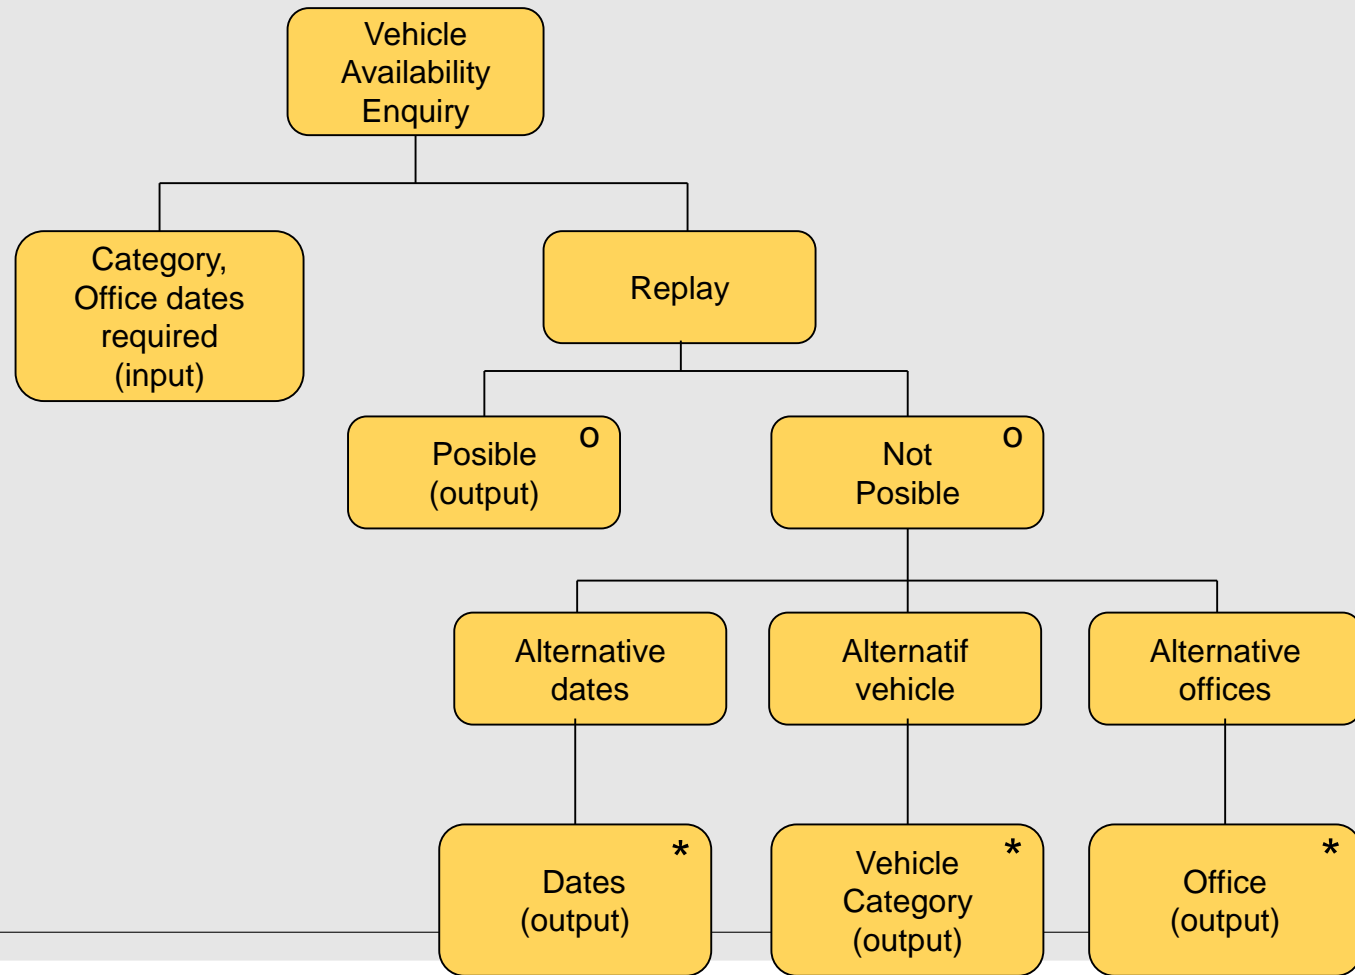 Vehicle
Availability
Enquiry
Category,
Office dates
required
(input)
Replay
Posible
(output)
o
Not
Posible
o
Alternative
dates
Alternatif
vehicle
Alternative
offices
Dates
(output)
*
Vehicle
Category
(output)
*
Office
(output)
*